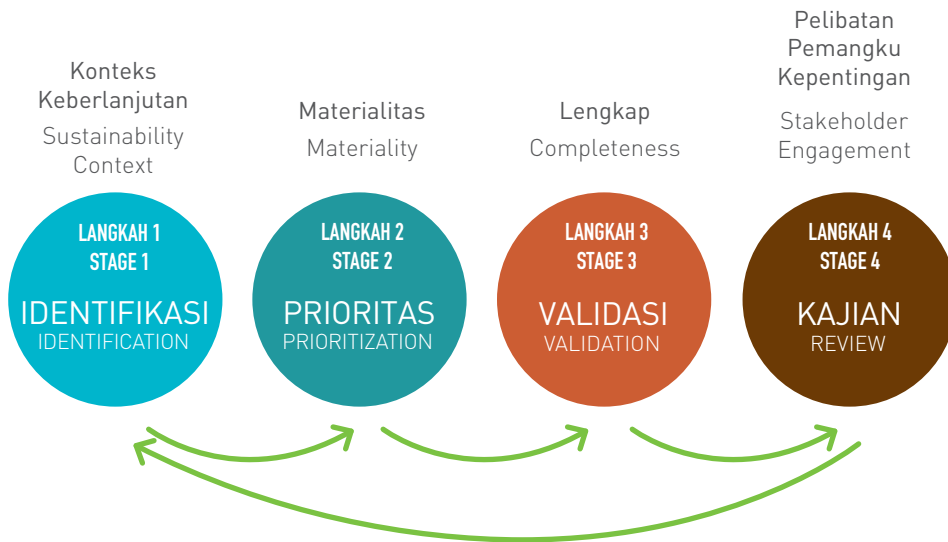 Konteks
Keberlanjutan
Sustainability
Context
Materialitas
Materiality
Lengkap
Completeness
Pelibatan
Pemangku
Kepentingan
Stakeholder
Engagement
LANGKAH 1
STAGE 1
IDENTIFIKASI
IDENTIFICATION
LANGKAH 2
STAGE 2
PRIORITAS
PRIORITIZATION
LANGKAH 3
STAGE 3
VALIDASI
VALIDATION
LANGKAH 4
STAGE 4
KAJIAN
REVIEW